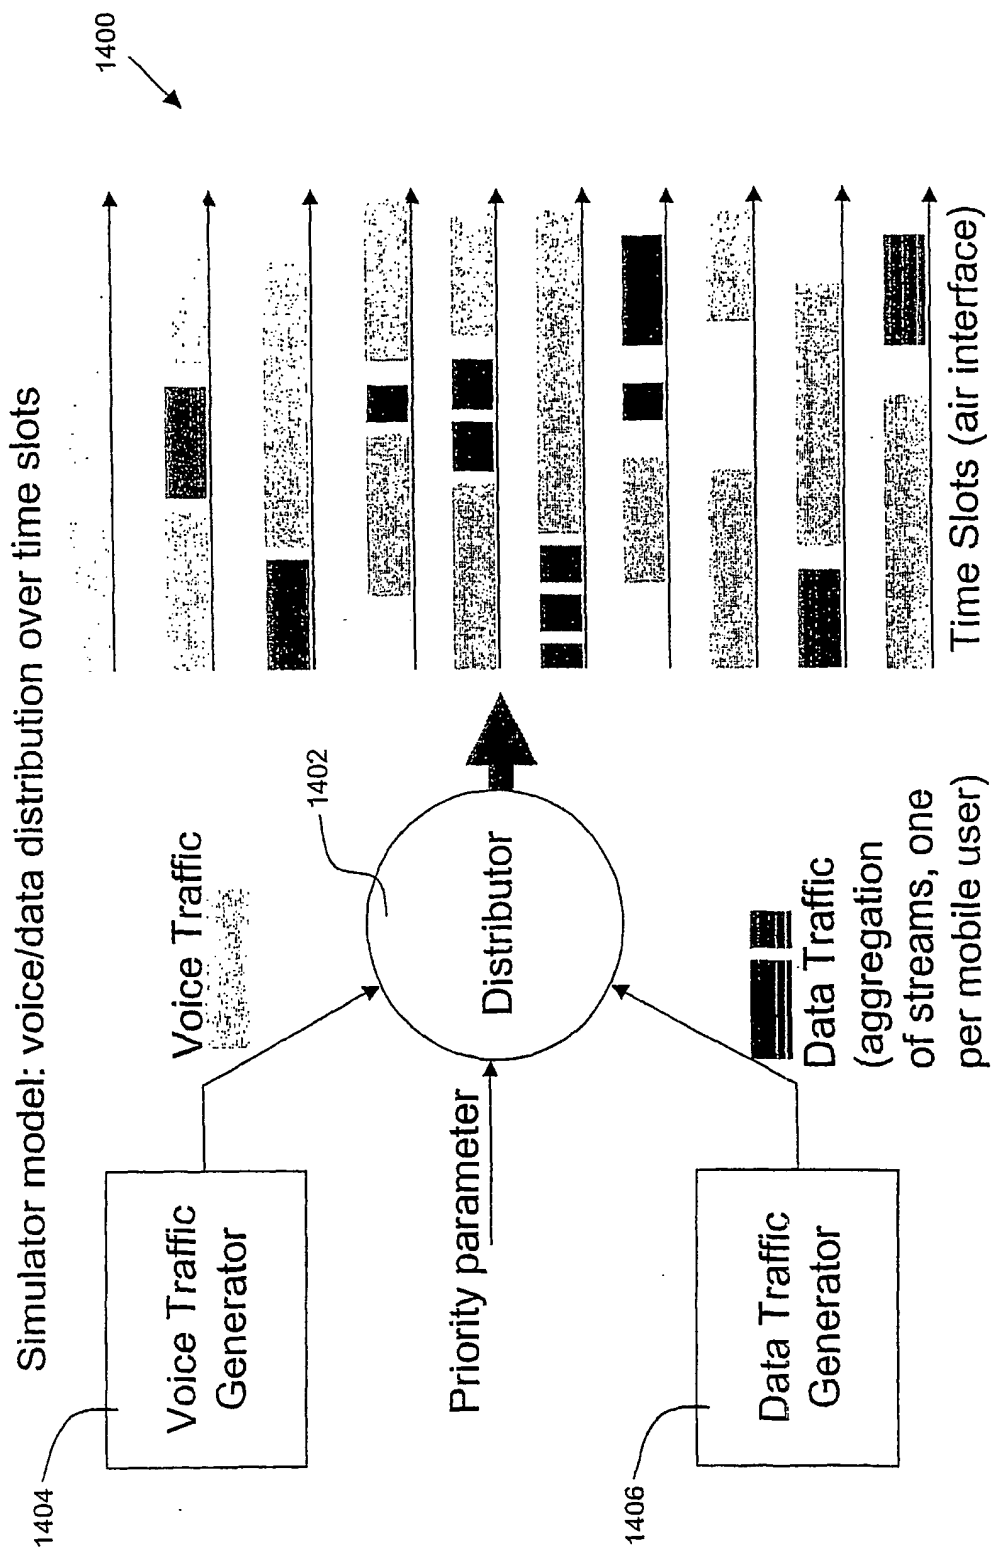 Simulator model: voice/data distribution over time slots
1400
1404
Voice Traffic
Generator
Voice Traffic
1402
Priority parameter
Distributor
1406
Data Traffic
Generator
Data Traffic
(aggregation
of streams, one
per mobile user)
Time Slots (air interface)